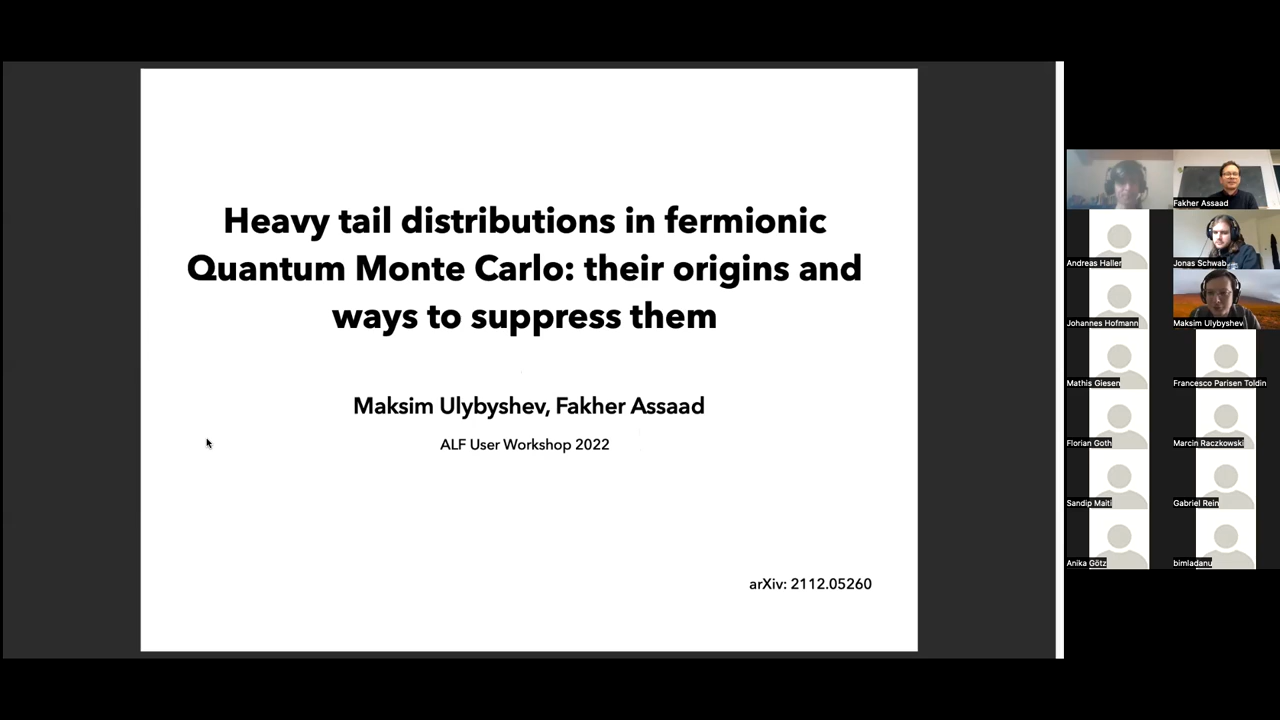 Heavy tail distributions in fermionic
Quantum Monte Carlo: their origins and
ways to suppress them
Maksim Ulybyshev, Fakher Assaad
ALF User Workshop 2022
arXiv: 2112.05260
Fakher Assaad
Andreas Haller
Jonas Schwab
Johannes Hofmann
Maksim Ulybyshev
Mathis Giesen
Francesco Parisen Toldin
Florian Goth
Marcin Raczkowski
Sandip Maiti
Gabriel Rein
Anika Götz
bimladanu